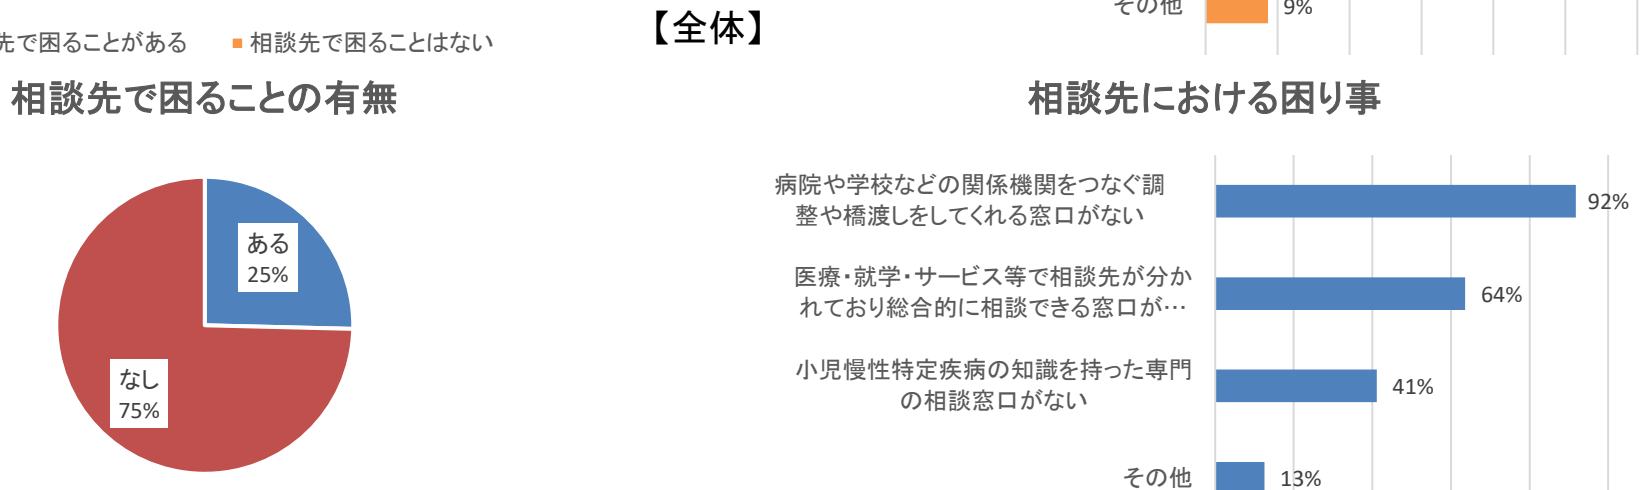 その他
9%
先で困ることがある
相談先で困ることはない
【全体】
相談先で困ることの有無
ある
25%
なし
75%
相談先における困り事
病院や学校などの関係機関をつなぐ調
整や橋渡しをしてくれる窓口がない
92%
医療・就学・サービス等で相談先が分か
れており総合的に相談できる窓口が…
64%
小児慢性特定疾病の知識を持った専門
の相談窓口がない
41%
その他
13%